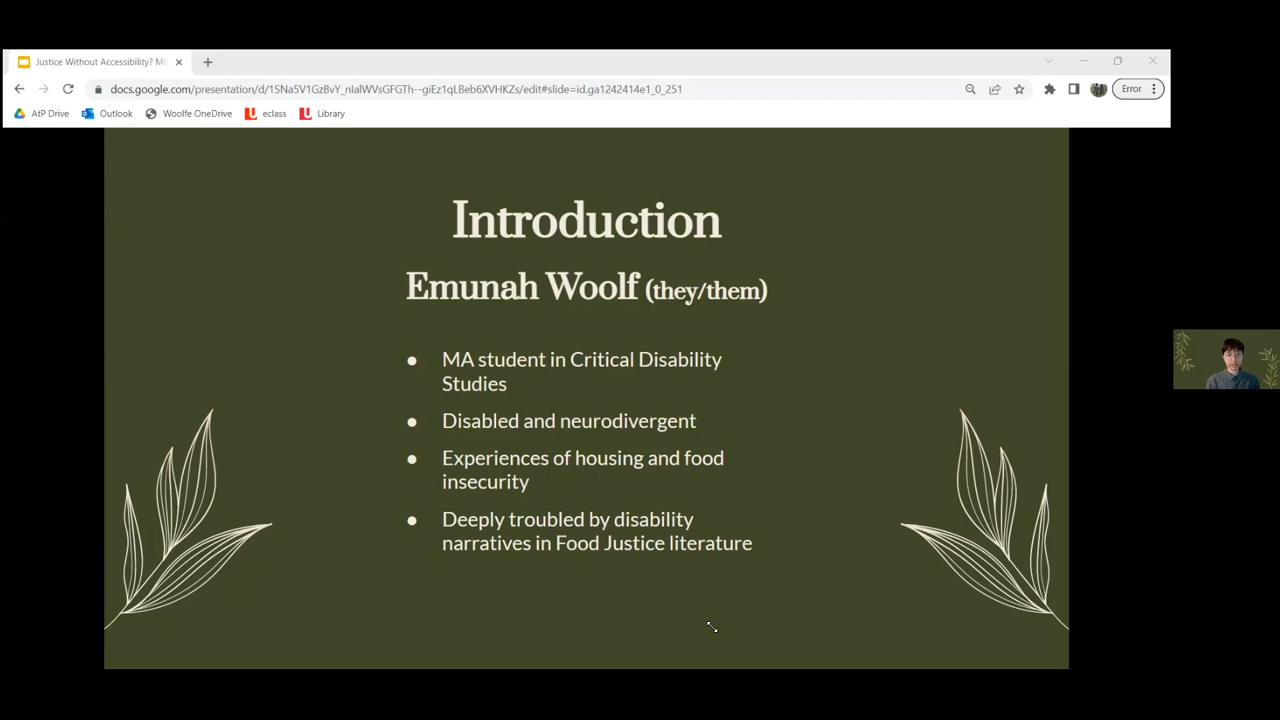 Justice Without Accessibility? M
docs.google.com/presentation/d/1SNa5V1GzBvY_nlalWVsGFGTh--giEz1qLBeb6XVHKZs/edit#slide=id.ga1242414e1_0_251
Error
AtP Drive
Outlook
Woolfe OneDrive
eclass
Library
Introduction
Emunah Woolf (they/them)
● MA student in Critical Disability
Studies
● Disabled and neurodivergent
● Experiences of housing and food
insecurity
● Deeply troubled by disability
narratives in Food Justice literature